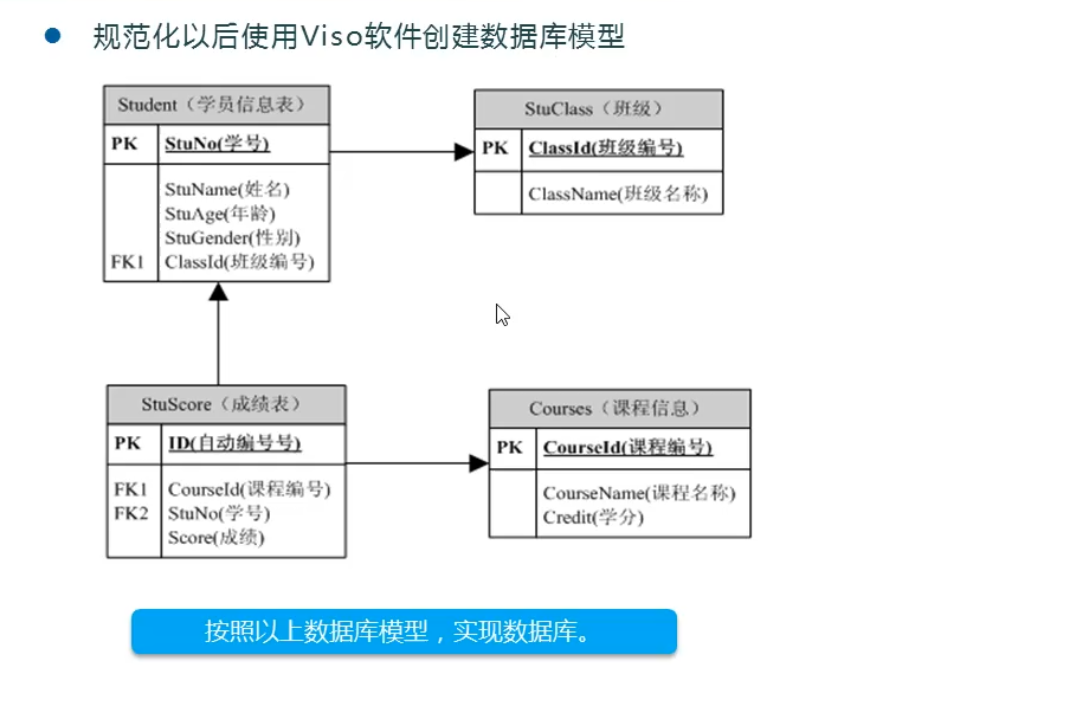 规范化以后使用Viso软件创建数据库模型
Student（学员信息表）
PK StuNo(学号)
StuName(姓名)
StuAge(年龄)
StuGender(性别)
FK1 ClassId(班级编号)
StuClass（班级）
PK ClassId(班级编号)
ClassName(班级名称)
StuScore（成绩表）
PK ID(自动编号号)
FK1 CourseId(课程编号)
FK2 StuNo(学号)
Score(成绩)
Courses（课程信息）
PK CourseId(课程编号)
CourseName(课程名称)
Credit(学分)
按照以上数据库模型，实现数据库。